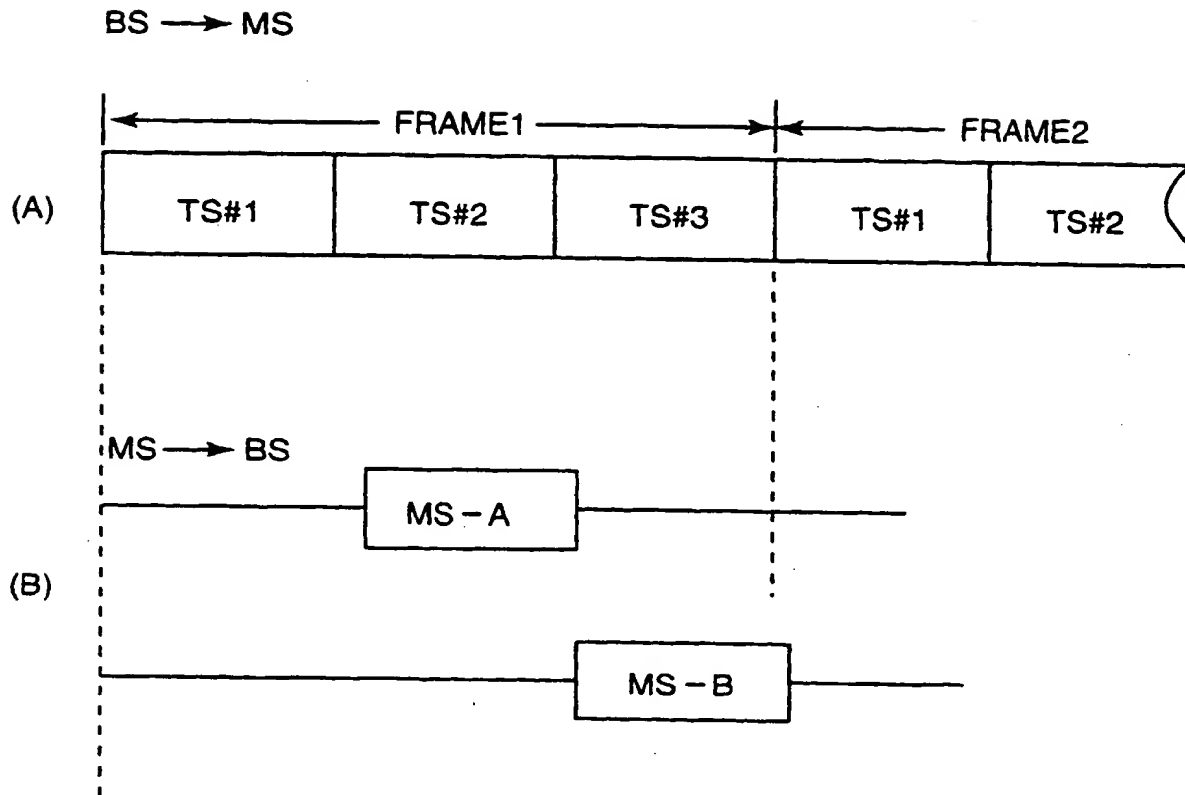 BS → MS
FRAME1 FRAME2
(A) TS#1 TS#2 TS#3 TS#1 TS#2
MS → BS
MS – A
(B)
MS – B